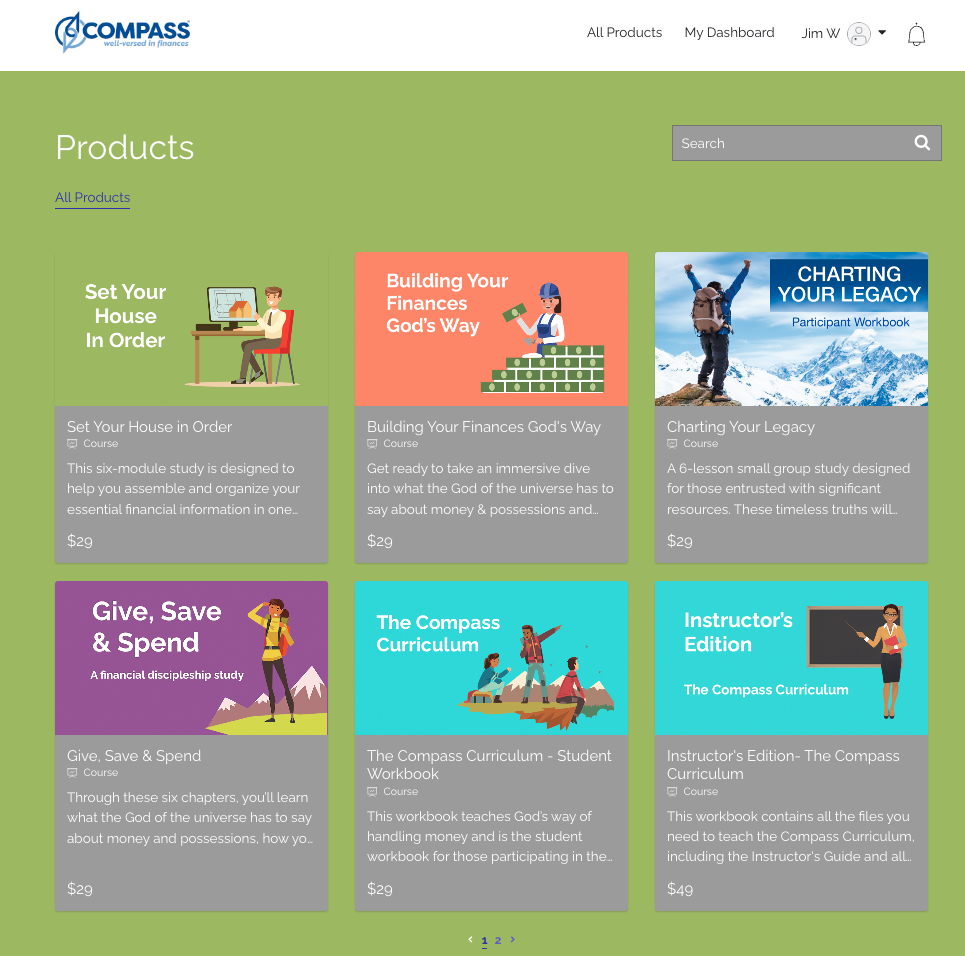 COMPASS
well-versed in finances
All Products
My Dashboard
Jim W
Products
Search
All Products
Set Your
House
In Order
Set Your House in Order
Course
This six-module study is designed to
help you assemble and organize your
essential financial information in one...
$29
Building Your
Finances
God's Way
Building Your Finances God's Way
Course
Get ready to take an immersive dive
into what the God of the universe has to
say about money & possessions and...
$29
CHARTING
YOUR LEGACY
Participant Workbook
Charting Your Legacy
Course
A 6-lesson small group study designed
for those entrusted with significant
resources. These timeless truths will...
$29
Give, Save
& Spend
A financial discipleship study
Give, Save & Spend
Course
Through these six chapters, you'll learn
what the God of the universe has to say
about money and possessions, how yo...
$29
The Compass
Curriculum
The Compass Curriculum - Student
Workbook
Course
This workbook teaches God's way of
handling money and is the student
workbook for those participating in the...
$29
Instructor's
Edition
The Compass Curriculum
Instructor's Edition- The Compass
Curriculum
Course
This workbook contains all the files you
need to teach the Compass Curriculum,
including the Instructor's Guide and all...
$49
1 2